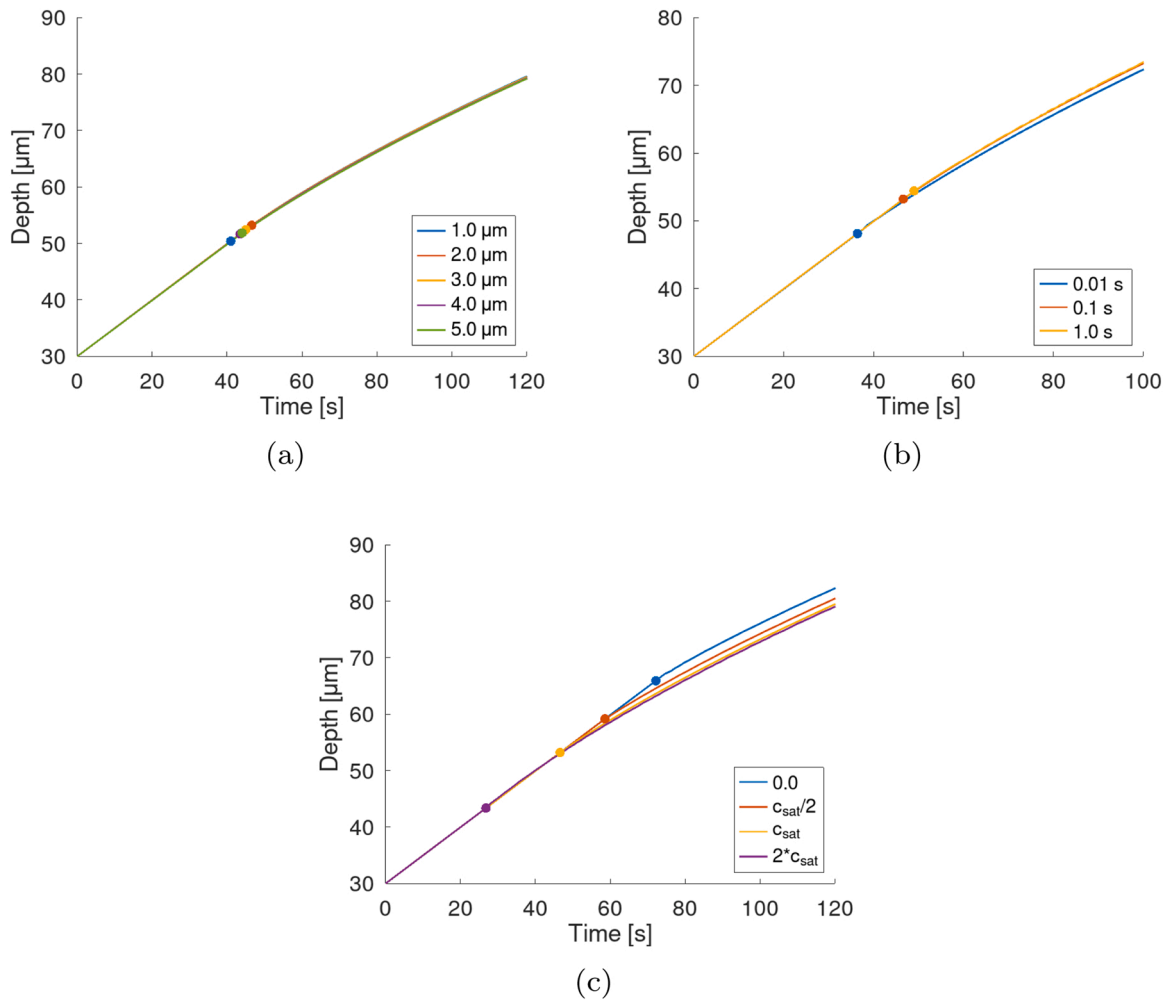 90
80
70
60
50
40
30
Depth [µm]
0 20 40 60 80 100 120
Time [s]
1.0 µm
2.0 µm
3.0 µm
4.0 µm
5.0 µm
(a)
80
70
60
50
40
30
Depth [µm]
0 20 40 60 80 100
Time [s]
0.01 s
0.1 s
1.0 s
(b)
90
80
70
60
50
40
30
Depth [µm]
0 20 40 60 80 100 120
Time [s]
0.0
c_sat/2
c_sat
2*c_sat
(c)